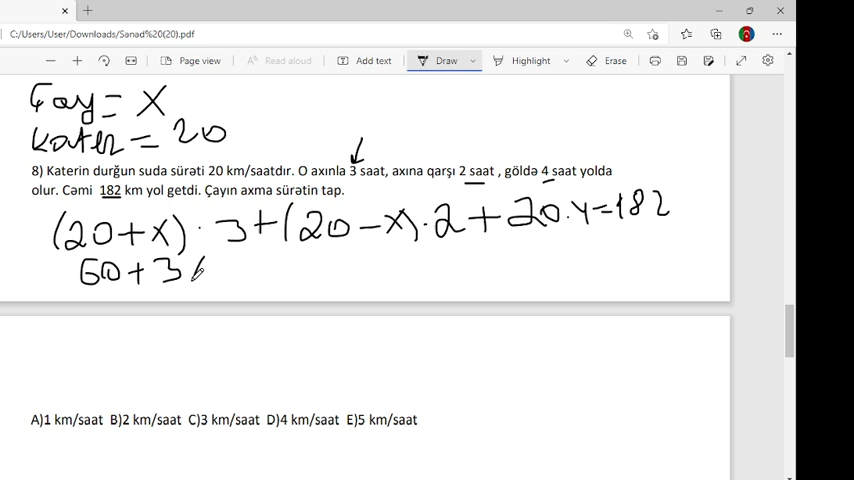 C:/Users/User/Downloads/Sanad%20(20).pdf
Page view
Read aloud
Add text
Draw
Highlight
Erase
Çay = x
Kater = 20
8) Katerin durğun suda sürəti 20 km/saatdır. O axınla 3 saat, axına qarşı 2 saat , göldə 4 saat yolda
olur. Cəmi 182 km yol getdi. Çayın axma sürətin tap.
(20+x)·3+(20-x)·2+20·4=182
60+3
A)1 km/saat B)2 km/saat C)3 km/saat D)4 km/saat E)5 km/saat